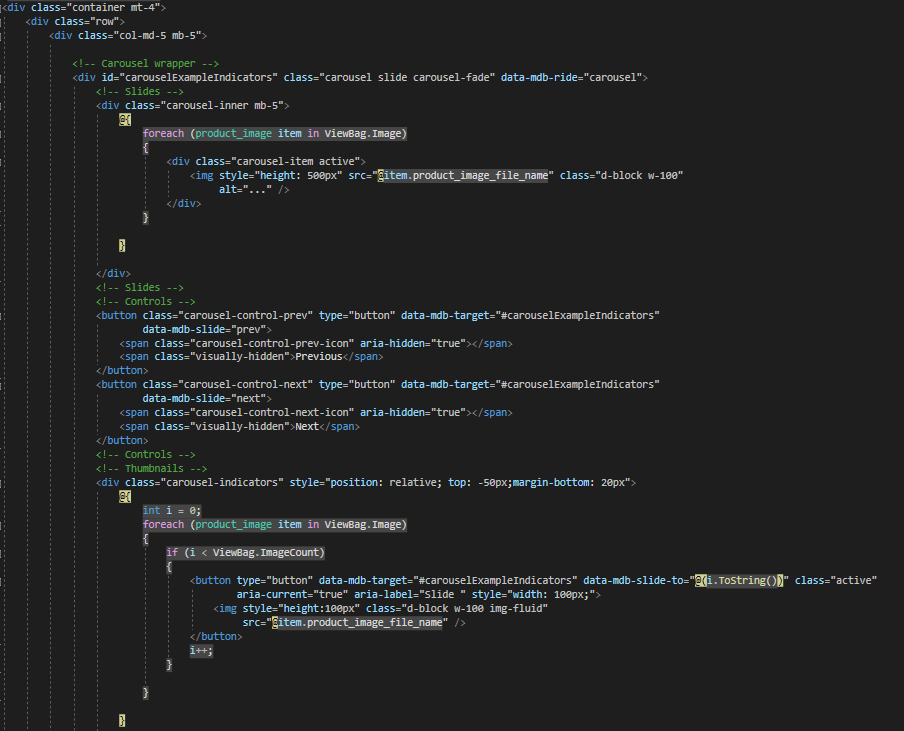 <div class="container mt-4">
<div class="row">
<div class="col-md-5 mb-5">
<!-- Carousel wrapper -->
<div id="carouselExampleIndicators" class="carousel slide carousel-fade" data-mdb-ride="carousel">
<!-- Slides -->
<div class="carousel-inner mb-5">
@{
foreach (product_image item in ViewBag.Image)
{
<div class="carousel-item active">
<img style="height: 500px" src="@item.product_image_file_name" class="d-block w-100"
alt="..." />
</div>
}
}
</div>
<!-- Slides -->
<!-- Controls -->
<button class="carousel-control-prev" type="button" data-mdb-target="#carouselExampleIndicators"
data-mdb-slide="prev">
<span class="carousel-control-prev-icon" aria-hidden="true"></span>
<span class="visually-hidden">Previous</span>
</button>
<button class="carousel-control-next" type="button" data-mdb-target="#carouselExampleIndicators"
data-mdb-slide="next">
<span class="carousel-control-next-icon" aria-hidden="true"></span>
<span class="visually-hidden">Next</span>
</button>
<!-- Controls -->
<!-- Thumbnails -->
<div class="carousel-indicators" style="position: relative; top: -50px;margin-bottom: 20px">
@{
int i = 0;
foreach (product_image item in ViewBag.Image)
{
if (i < ViewBag.ImageCount)
{
<button type="button" data-mdb-target="#carouselExampleIndicators" data-mdb-slide-to="@(i.ToString())" class="active"
aria-current="true" aria-label="Slide " style="width: 100px;">
<img style="height:100px" class="d-block w-100 img-fluid"
src="@item.product_image_file_name" />
</button>
i++;
}
}
}